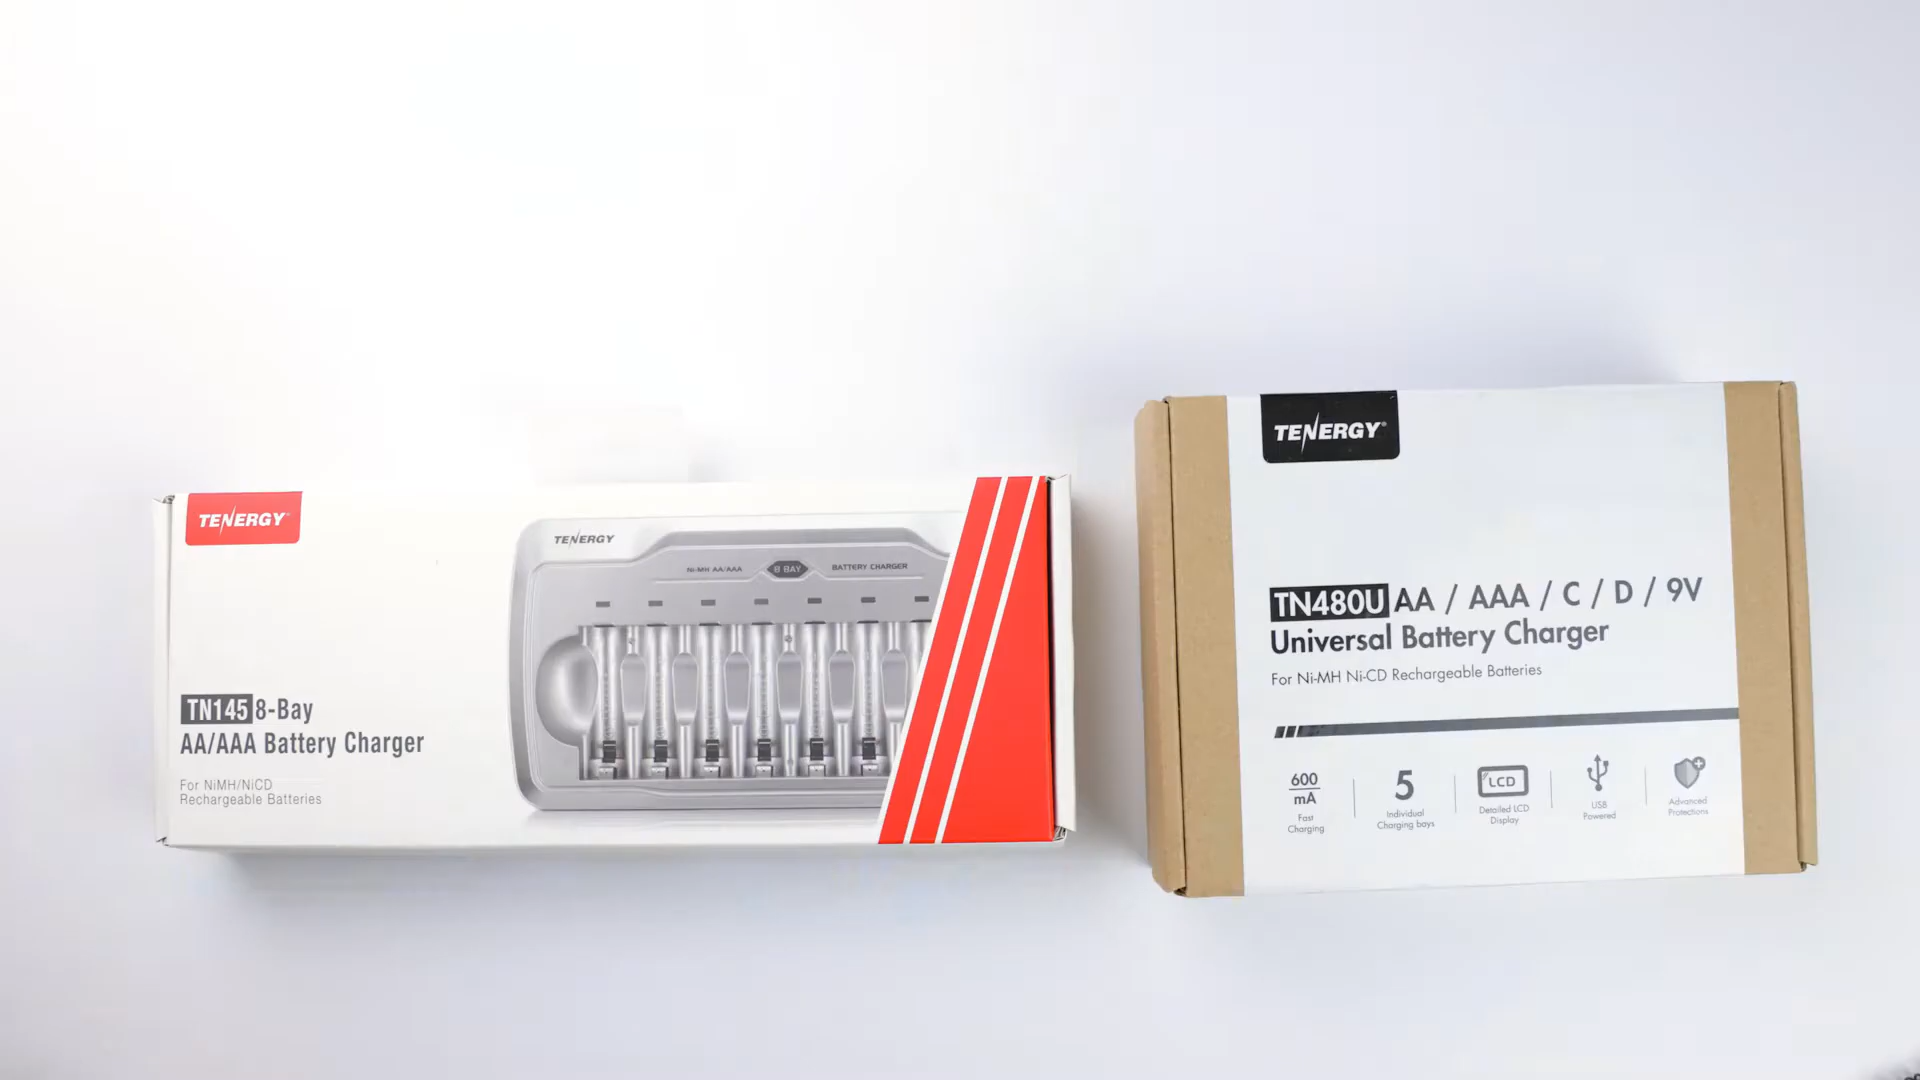 TENERGY
TENERGY
Ni-MH AA/AAA 8 BAY BATTERY CHARGER
TN145 8-Bay
AA/AAA Battery Charger
For NiMH/NiCD
Rechargeable Batteries
TENERGY
TN480U AA / AAA / C / D / 9V
Universal Battery Charger
For Ni-MH Ni-CD Rechargeable Batteries
600
mA
Fast
Charging
5
Individual
Charging bays
LCD
Detailed LCD
Display
USB
Powered
Advanced
Protections